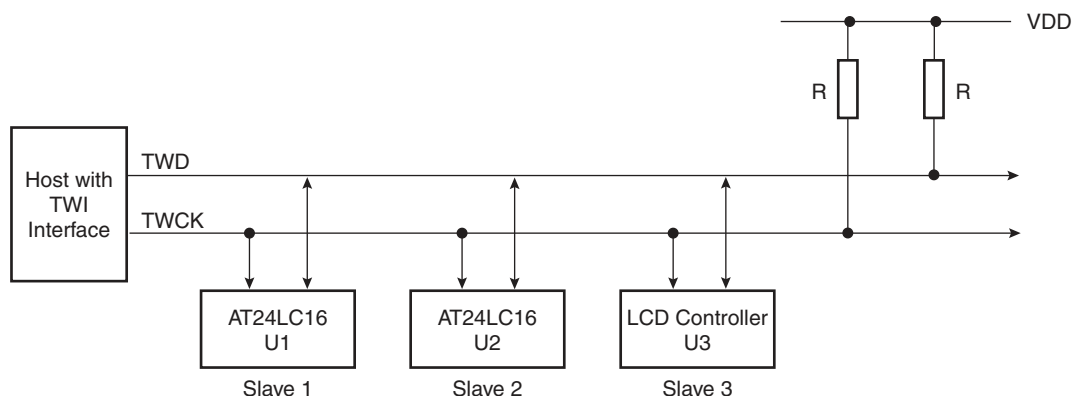 VDD
R
R
Host with
TWI
Interface
TWD
TWCK
AT24LC16
U1
AT24LC16
U2
LCD Controller
U3
Slave 1
Slave 2
Slave 3